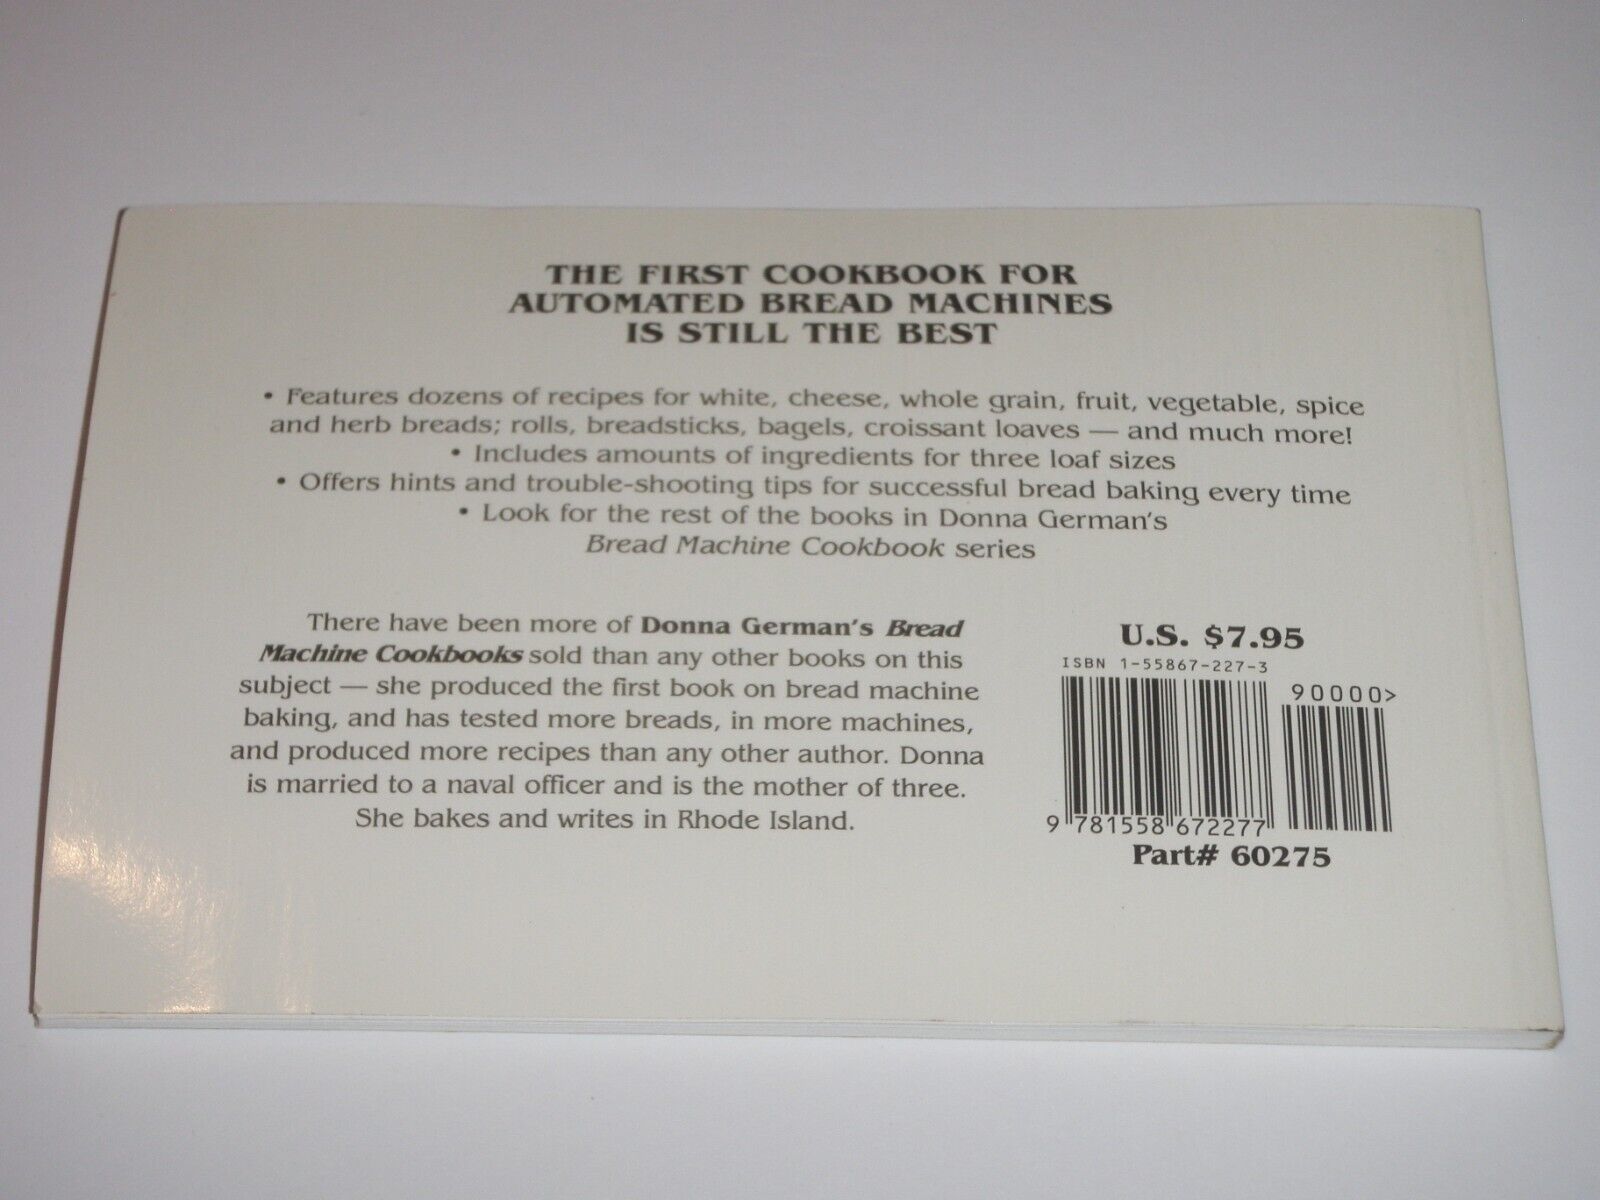 THE FIRST COOKBOOK FOR
AUTOMATED BREAD MACHINES
IS STILL THE BEST
• Features dozens of recipes for white, cheese, whole grain, fruit, vegetable, spice
and herb breads; rolls, breadsticks, bagels, croissant loaves — and much more!
• Includes amounts of ingredients for three loaf sizes
• Offers hints and trouble-shooting tips for successful bread baking every time
• Look for the rest of the books in Donna German's
Bread Machine Cookbook series
There have been more of Donna German's Bread
Machine Cookbooks sold than any other books on this
subject — she produced the first book on bread machine
baking, and has tested more breads, in more machines,
and produced more recipes than any other author. Donna
is married to a naval officer and is the mother of three.
She bakes and writes in Rhode Island.
U.S. $7.95
ISBN 1-55867-227-3
90000>
9 781558 672277
Part# 60275